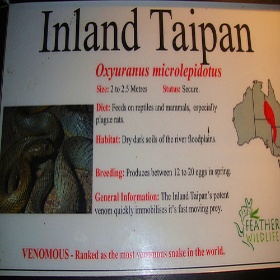 Inland Taipan
Oxyuranus microlepidotus
Size: 2 to 2.5 Metres Status: Secure.
Diet: Feeds on reptiles and mammals, especially
plague rats.
Habitat: Dry dark soils of the river floodplains.
Breeding: Produces between 12 to 20 eggs in spring.
General Information: The Inland Taipan's potent
venom quickly immobilises it's fast moving prey.
FEATHER
WILDLIFE
VENOMOUS - Ranked as the most venomous snake in the world.